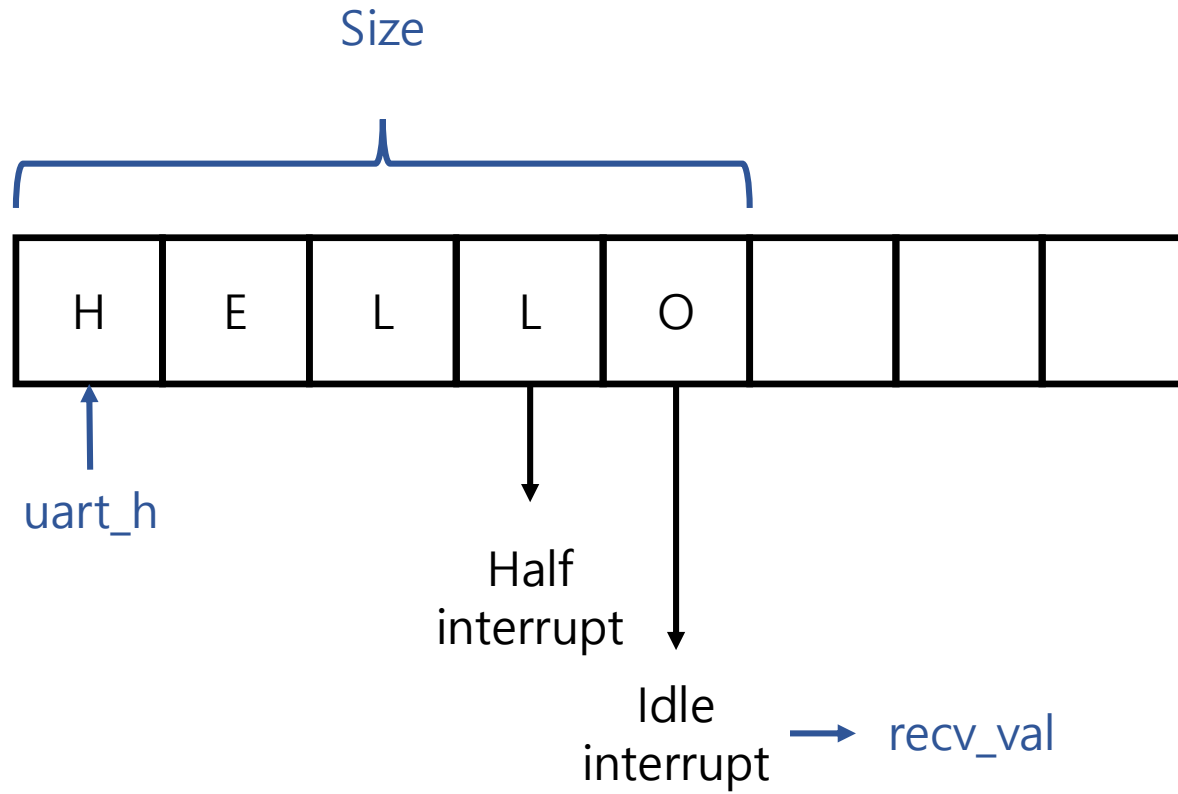 Size
H E L L O
uart_h
Half
interrupt
Idle
interrupt
recv_val